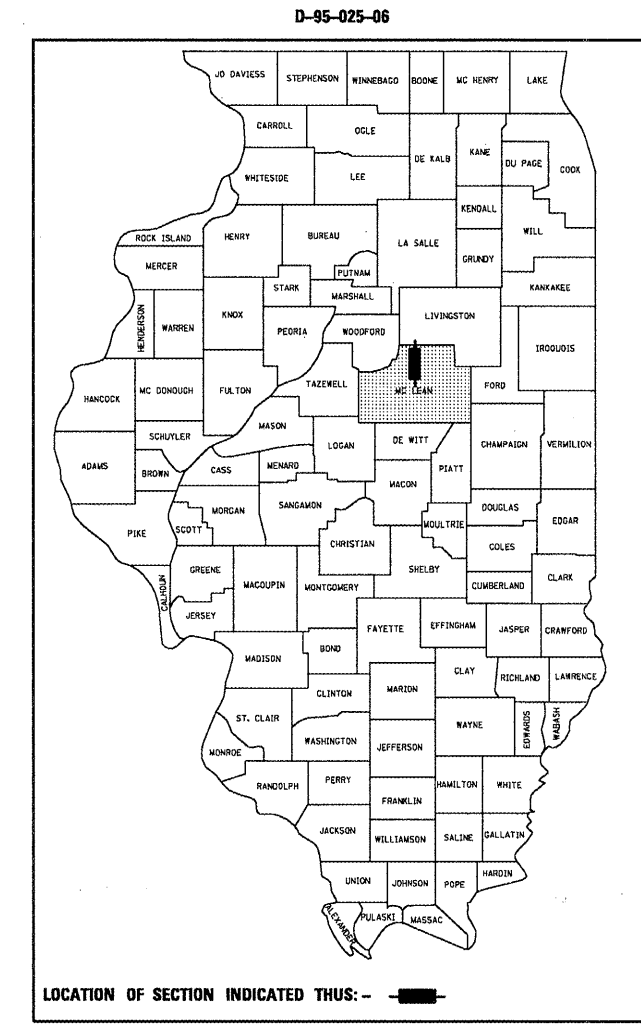 D-95-025-06
JO DAVIESS STEPHENSON WINNEBAGO BOONE MC HENRY LAKE
CARROLL OGLE
DE KALB KANE DU PAGE COOK
WHITESIDE LEE
KENDALL
ROCK ISLAND HENRY BUREAU LA SALLE GRUNDY WILL
MERCER PUTNAM
STARK MARSHALL KANKAKEE
HENDERSON WARREN KNOX PEORIA WOODFORD LIVINGSTON
IROQUOIS
HANCOCK MC DONOUGH FULTON TAZEWELL MC LEAN FORD
MASON
SCHUYLER LOGAN DE WITT CHAMPAIGN VERMILION
ADAMS BROWN CASS MENARD PIATT
MACON
MORGAN SANGAMON DOUGLAS
PIKE SCOTT MOULTRIE EDGAR
CHRISTIAN COLES
GREENE SHELBY
CALHOUN MACOUPIN MONTGOMERY CUMBERLAND CLARK
JERSEY
FAYETTE EFFINGHAM JASPER CRAWFORD
MADISON BOND
CLAY RICHLAND LAWRENCE
CLINTON MARION
ST. CLAIR WAYNE EDWARDS WABASH
WASHINGTON JEFFERSON
MONROE
RANDOLPH PERRY HAMILTON WHITE
FRANKLIN
JACKSON WILLIAMSON SALINE GALLATIN
UNION JOHNSON POPE HARDIN
ALEXANDER PULASKI MASSAC
LOCATION OF SECTION INDICATED THUS: -